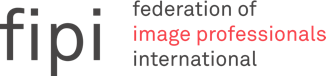 fipi
federation of
image professionals
international